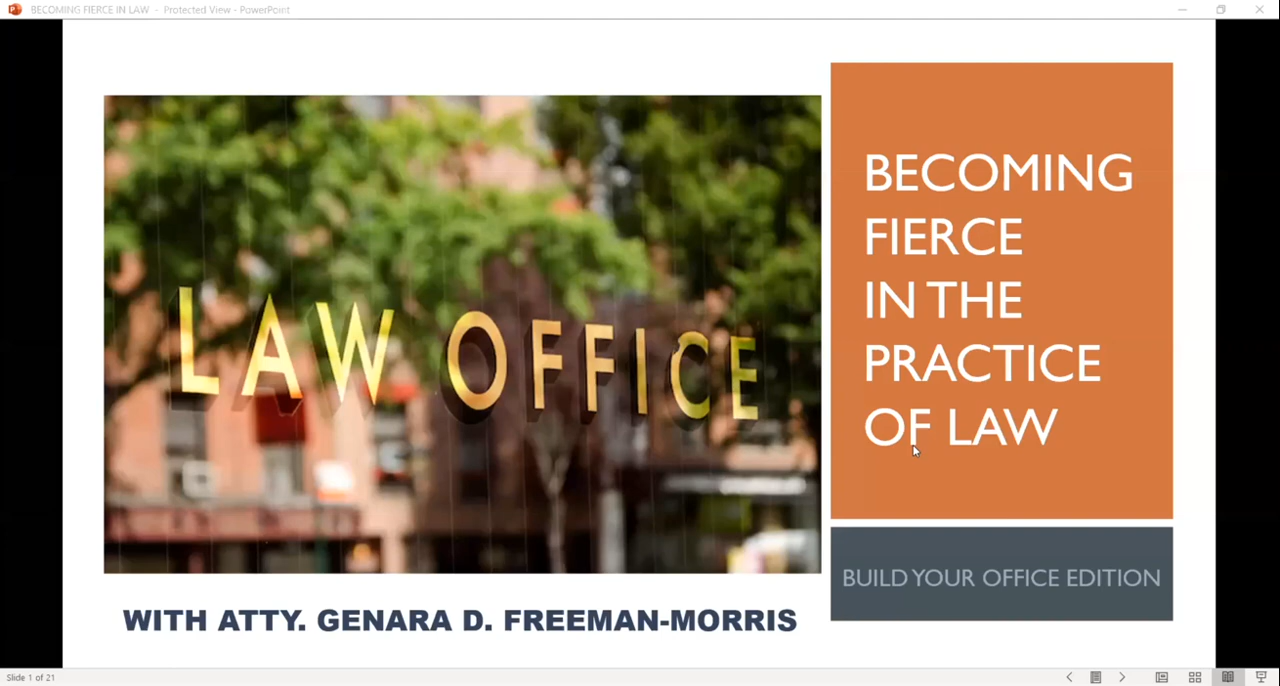 BECOMING FIERCE IN LAW - Protected View - PowerPoint
LAW OFFICE
BECOMING
FIERCE
IN THE
PRACTICE
OF LAW
BUILD YOUR OFFICE EDITION
WITH ATTY. GENARA D. FREEMAN-MORRIS
Slide 1 of 21